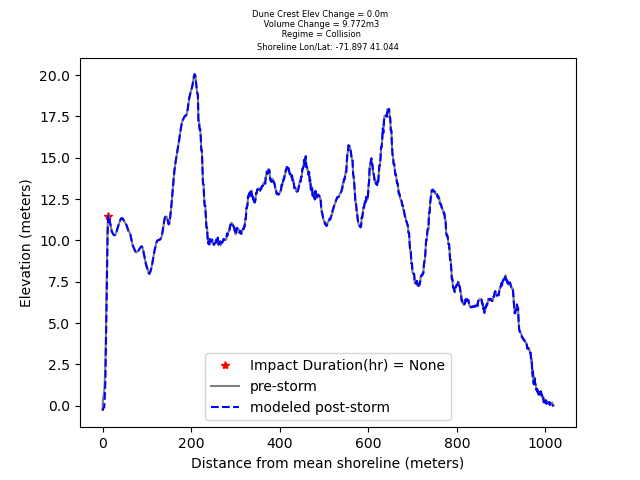 Dune Crest Elev Change = 0.0m
Volume Change = 9.772m3
Regime = Collision
Shoreline Lon/Lat: -71.897 41.044
20.0
17.5
15.0
12.5
10.0
7.5
5.0
2.5
0.0
Elevation (meters)
Impact Duration(hr) = None
pre-storm
modeled post-storm
0 200 400 600 800 1000
Distance from mean shoreline (meters)